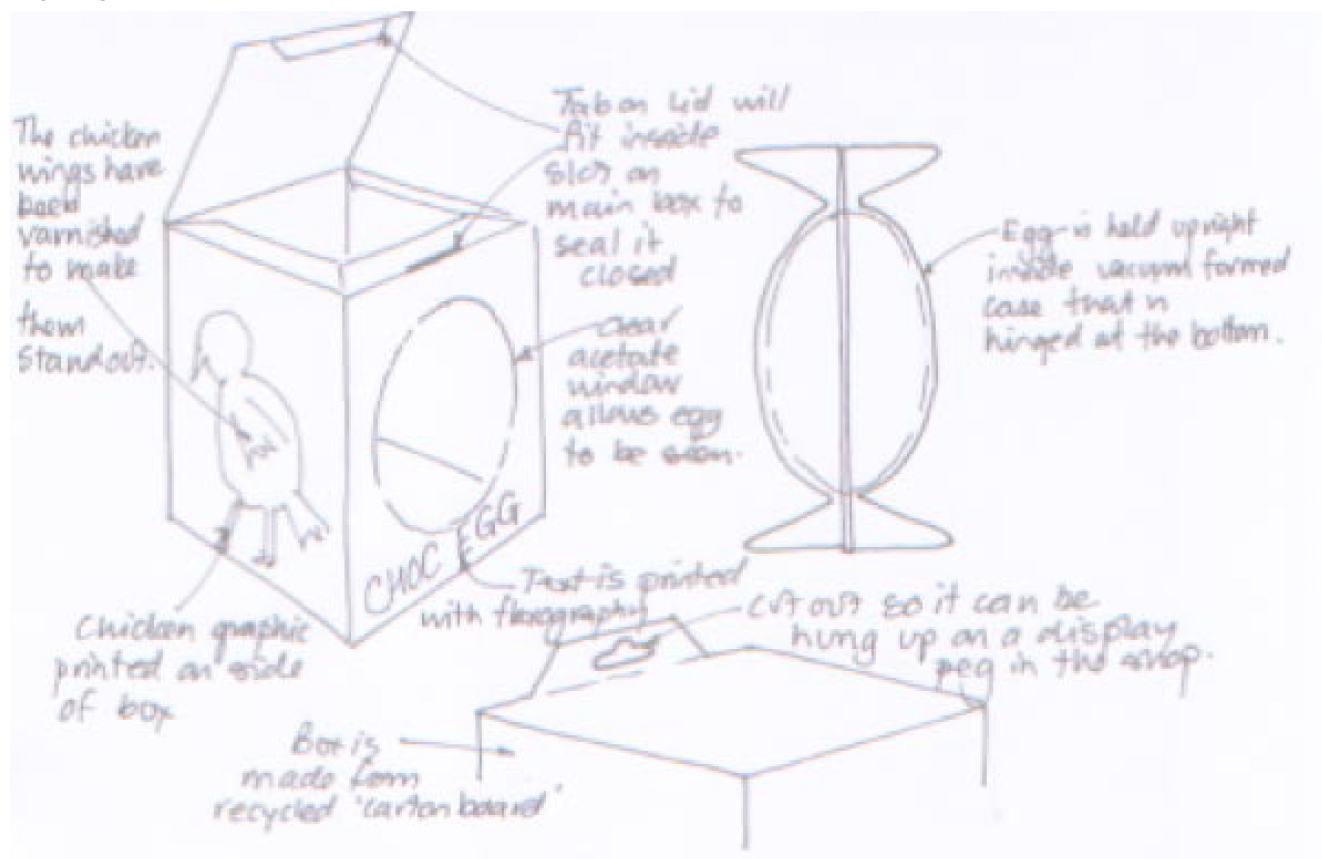 The chicken
wings have
been
varnished
to make
them
standout.
Tab on lid will
fit inside
slot on
main box to
seal it
closed
clear
acetate
window
allows egg
to be seen.
Egg is held upright
inside vacuum formed
case that is
hinged at the bottom.
CHOC EGG
Text is printed
with flexography
Chicken graphic
printed on side
of box
cut out so it can be
hung up on a display
peg in the shop.
Box is
made from
recycled 'carton board'